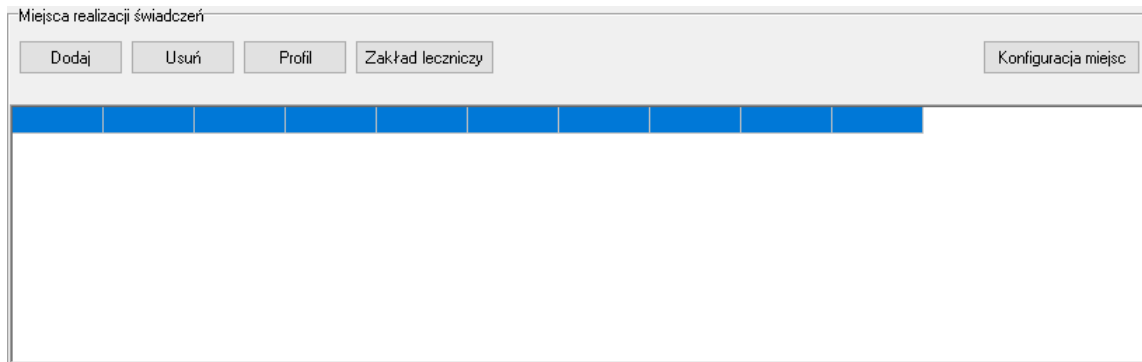 Miejsca realizacji świadczeń
Dodaj Usuń Profil Zakład leczniczy Konfiguracja miejsc